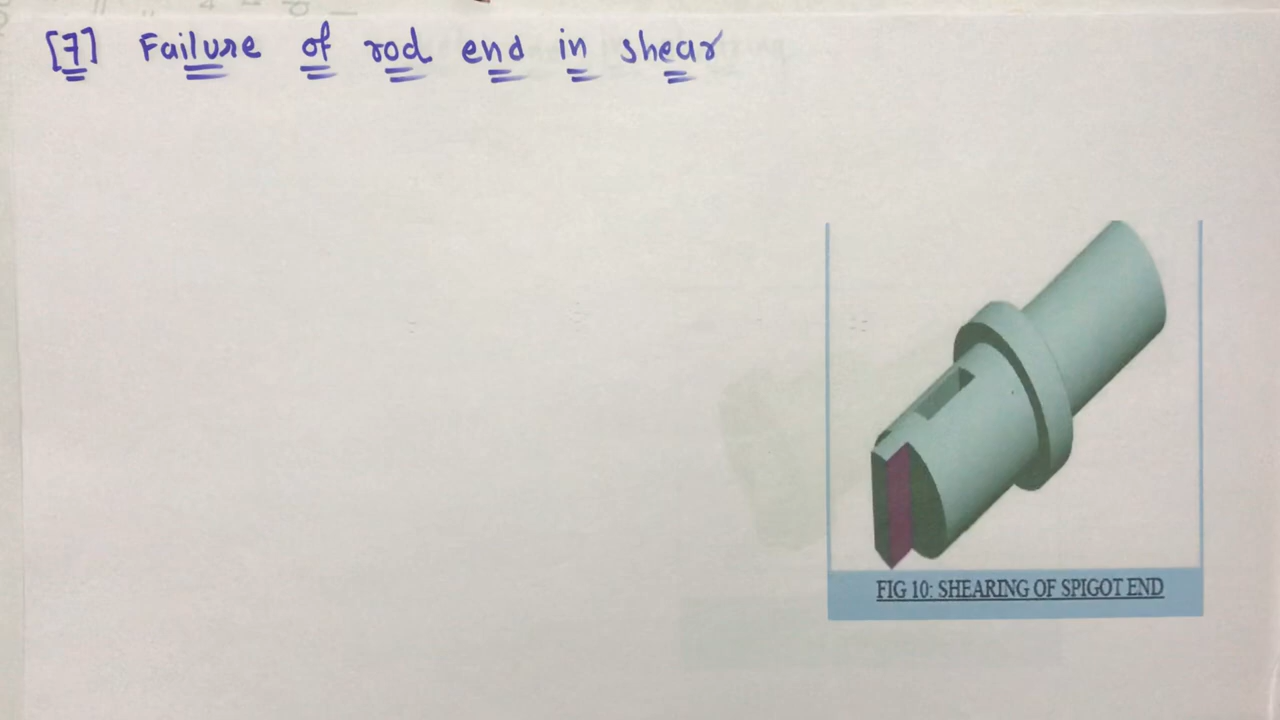 [7] Failure of rod end in shear
FIG 10: SHEARING OF SPIGOT END